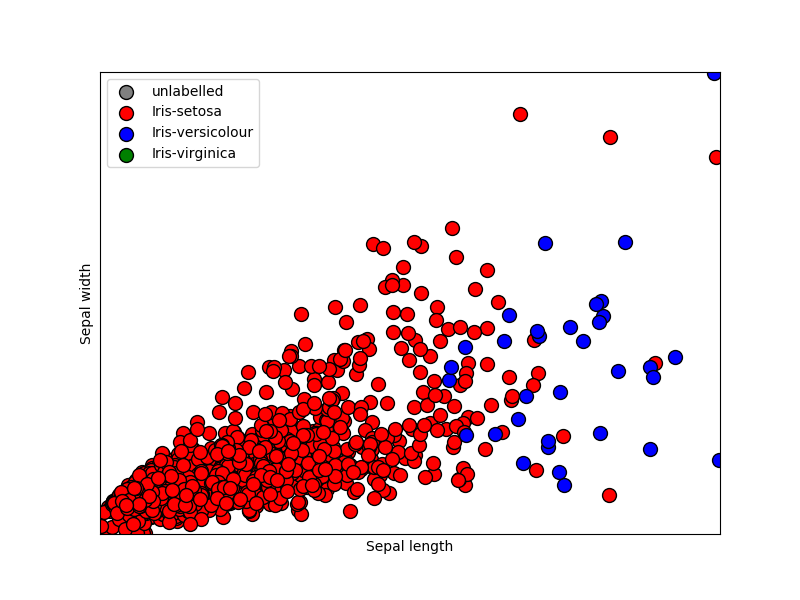 unlabelled
Iris-setosa
Iris-versicolour
Iris-virginica
Sepal width
Sepal length